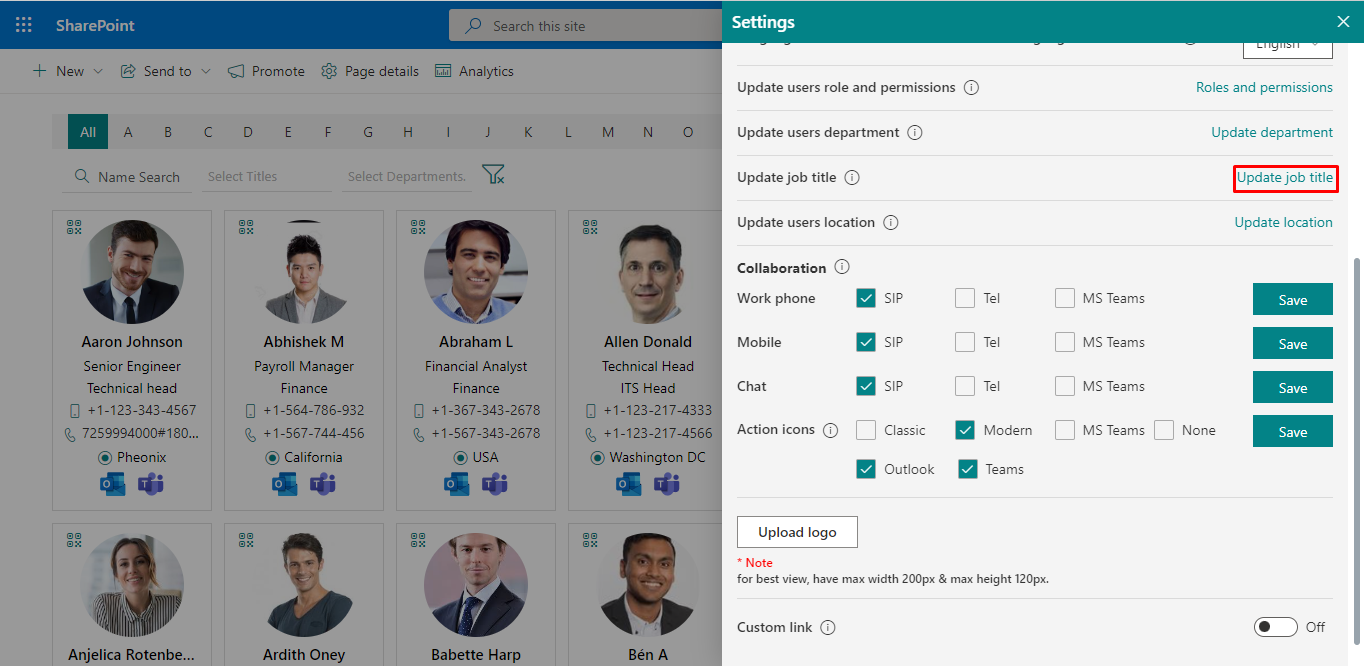 SharePoint
Search this site
New
Send to
Promote
Page details
Analytics
All A B C D E F G H I J K L M N O
Name Search
Select Titles
Select Departments.
Aaron Johnson
Senior Engineer
Technical head
+1-123-343-4567
7259994000#180...
Pheonix
Abhishek M
Payroll Manager
Finance
+1-564-786-932
+1-567-744-456
California
Abraham L
Financial Analyst
Finance
+1-367-343-2678
+1-367-343-2678
USA
Allen Donald
Technical Head
ITS Head
+1-123-217-4333
+1-123-217-4566
Washington DC
Anjelica Rotenbe...
Ardith Oney
Babette Harp
Bén A
Settings
English
Update users role and permissions
Roles and permissions
Update users department
Update department
Update job title
Update job title
Update users location
Update location
Collaboration
Work phone SIP Tel MS Teams Save
Mobile SIP Tel MS Teams Save
Chat SIP Tel MS Teams Save
Action icons Classic Modern MS Teams None Save
Outlook Teams
Upload logo
* Note
for best view, have max width 200px & max height 120px.
Custom link
Off